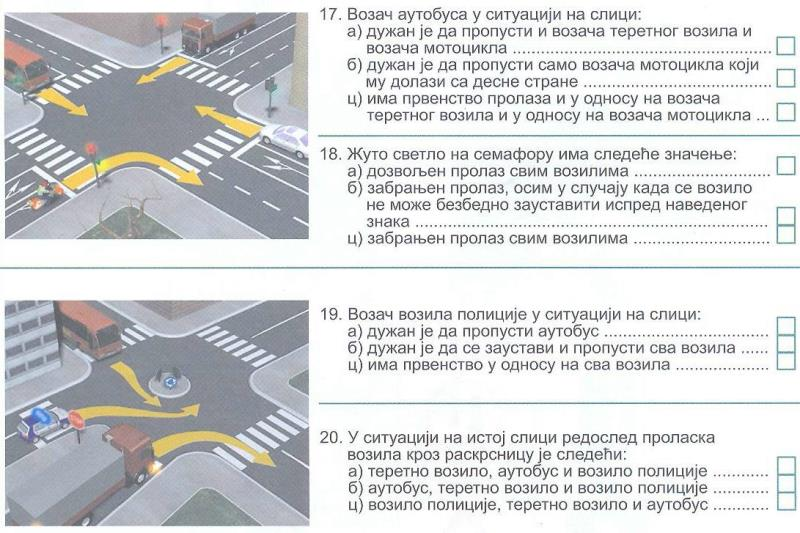 17. Возач аутобуса у ситуацији на слици:
а) дужан је да пропусти и возача теретног возила и
возача мотоцикла ....................................................
б) дужан је да пропусти само возача мотоцикла који
му долази са десне стране ......................................
ц) има првенство пролаза и у односу на возача
теретног возила и у односу на возача мотоцикла ...
18. Жуто светло на семафору има следеће значење:
а) дозвољен пролаз свим возилима .........................
б) забрањен пролаз, осим у случају када се возило
не може безбедно зауставити испред наведеног
знака ........................................................................
ц) забрањен пролаз свим возилима .........................
19. Возач возила полиције у ситуацији на слици:
а) дужан је да пропусти аутобус ..............................
б) дужан је да се заустави и пропусти сва возила ......
ц) има првенство у односу на сва возила .................
20. У ситуацији на истој слици редослед проласка
возила кроз раскрсницу је следећи:
а) теретно возило, аутобус и возило полиције ...........
б) аутобус, теретно возило и возило полиције ...........
ц) возило полиције, теретно возило и аутобус ...........